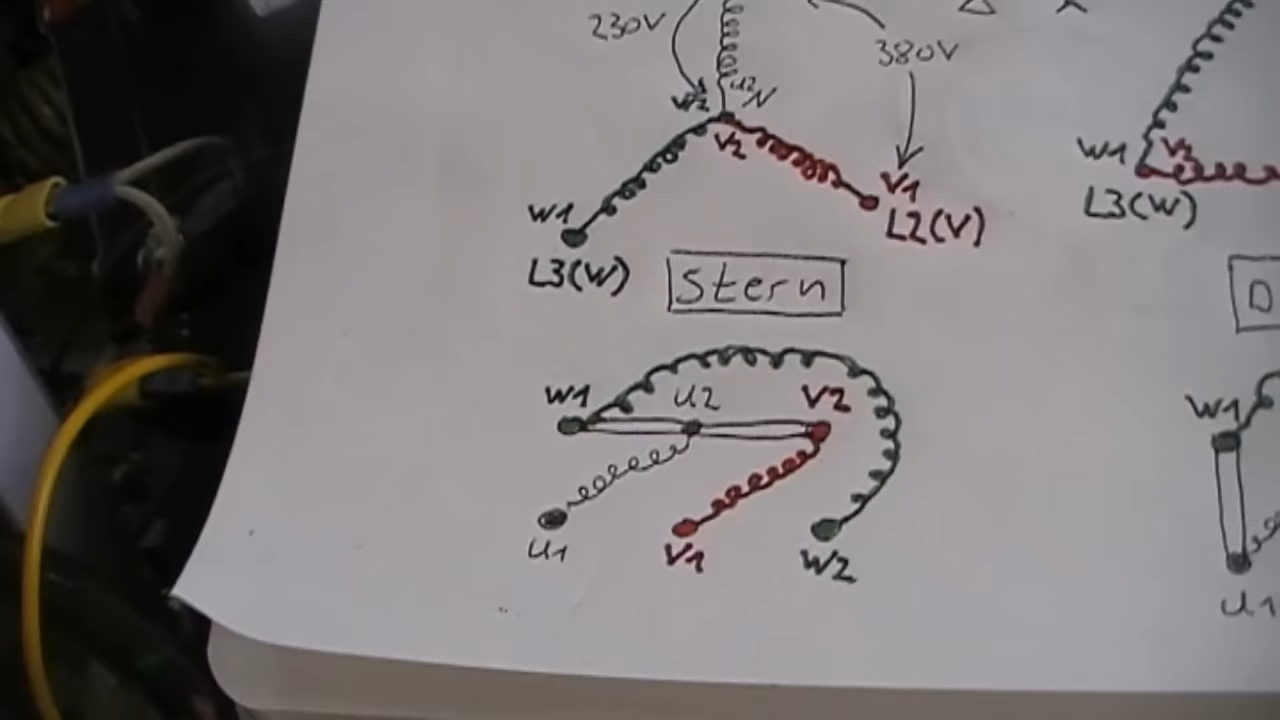 230V
380V
W2 U2 N
V2
W1
V1
L3(W)
L2(V)
Stern
W1 U2 V2
U1 V1 W2
W1 V2
L3(W)
D
W1
U1